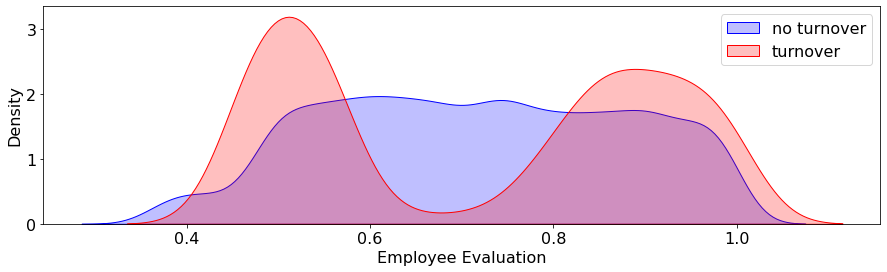 no turnover
turnover
Density
3
2
1
0
0.4 0.6 0.8 1.0
Employee Evaluation